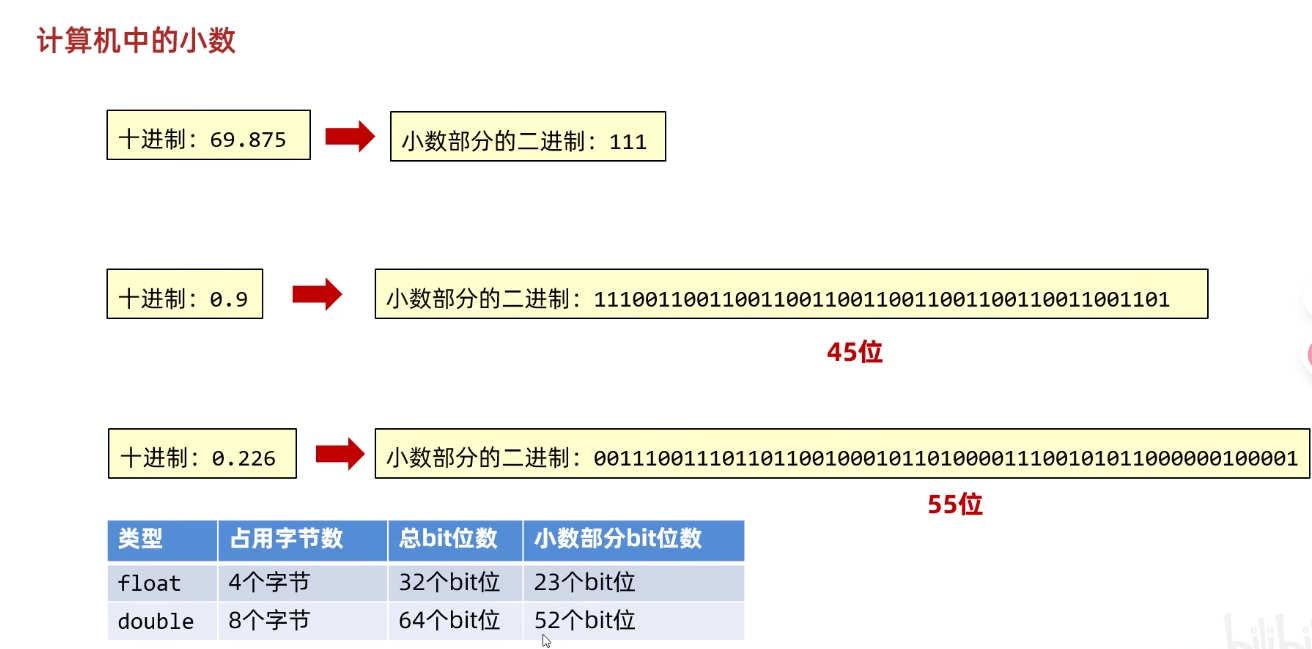 计算机中的小数
十进制：69.875
小数部分的二进制：111
十进制：0.9
小数部分的二进制：111001100110011001100110011001100110011001101
45位
十进制：0.226
小数部分的二进制：0011100111011011001000101101000011100101011000000100001
55位
类型 占用字节数 总bit位数 小数部分bit位数
float 4个字节 32个bit位 23个bit位
double 8个字节 64个bit位 52个bit位